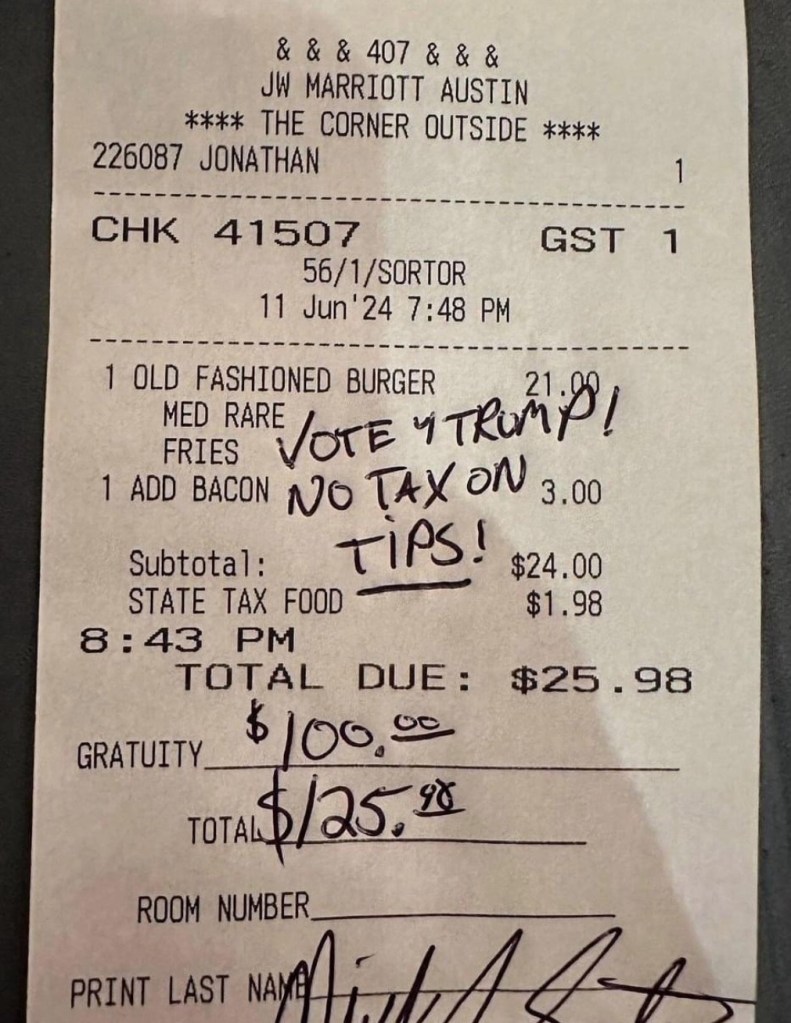 & & & 407 & & &
JW MARRIOTT AUSTIN
**** THE CORNER OUTSIDE ****
226087 JONATHAN 1
CHK 41507 GST 1
56/1/SORTOR
11 Jun'24 7:48 PM
1 OLD FASHIONED BURGER 21.00
MED RARE
VOTE 4 TRUMP!
FRIES
1 ADD BACON 3.00
NO TAX ON
TIPS!
Subtotal: $24.00
STATE TAX FOOD $1.98
8:43 PM
TOTAL DUE: $25.98
GRATUITY $100.00
TOTAL $125.98
ROOM NUMBER
PRINT LAST NAME